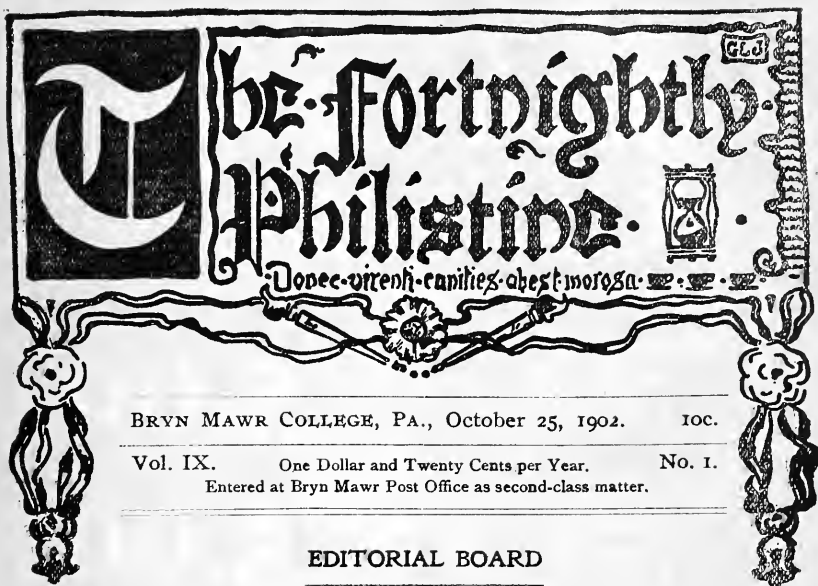 GLJ
The·Fortnightly·
Philistine·
·Donec·virenti·canities·abest·morosa·
BRYN MAWR COLLEGE, PA., October 25, 1902. 10c.
Vol. IX. One Dollar and Twenty Cents per Year. No. 1.
Entered at Bryn Mawr Post Office as second-class matter.
EDITORIAL BOARD